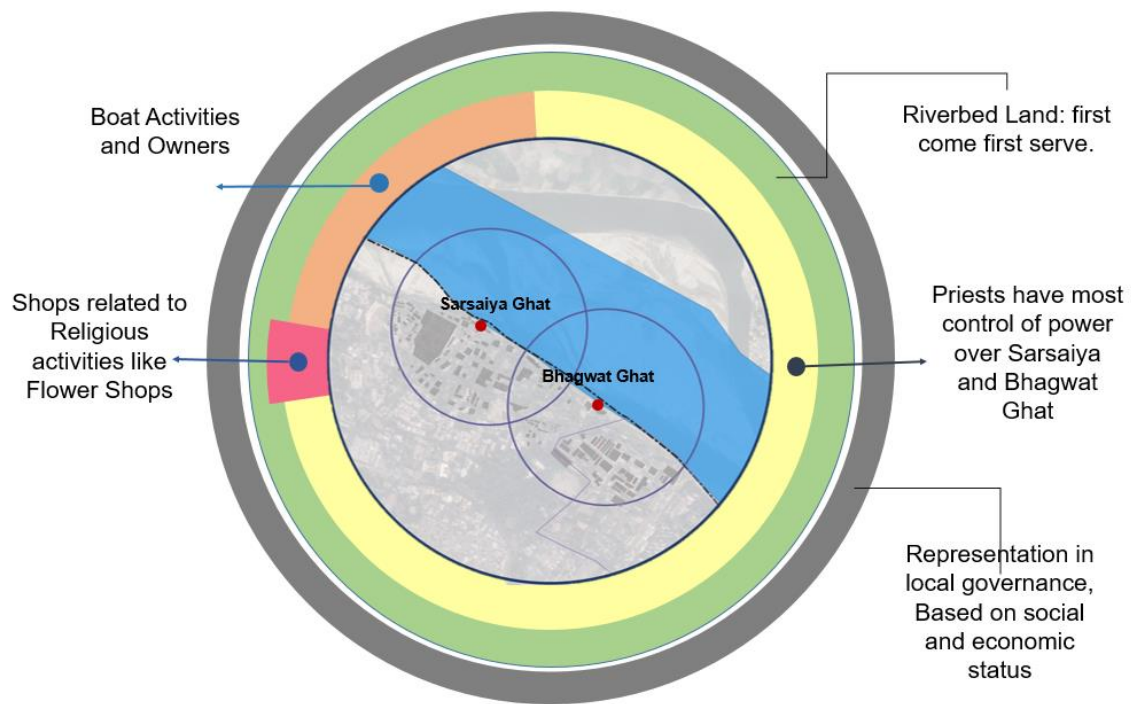 Boat Activities
and Owners
Riverbed Land: first
come first serve.
Shops related to
Religious
activities like
Flower Shops
Sarsaiya Ghat
Bhagwat Ghat
Priests have most
control of power
over Sarsaiya
and Bhagwat
Ghat
Representation in
local governance,
Based on social
and economic
status